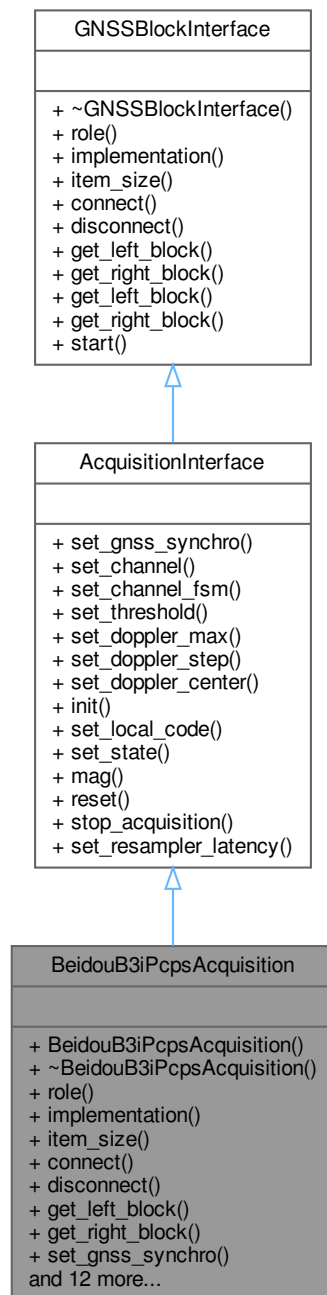 GNSSBlockInterface
+ ~GNSSBlockInterface()
+ role()
+ implementation()
+ item_size()
+ connect()
+ disconnect()
+ get_left_block()
+ get_right_block()
+ get_left_block()
+ get_right_block()
+ start()
AcquisitionInterface
+ set_gnss_synchro()
+ set_channel()
+ set_channel_fsm()
+ set_threshold()
+ set_doppler_max()
+ set_doppler_step()
+ set_doppler_center()
+ init()
+ set_local_code()
+ set_state()
+ mag()
+ reset()
+ stop_acquisition()
+ set_resampler_latency()
BeidouB3iPcpsAcquisition
+ BeidouB3iPcpsAcquisition()
+ ~BeidouB3iPcpsAcquisition()
+ role()
+ implementation()
+ item_size()
+ connect()
+ disconnect()
+ get_left_block()
+ get_right_block()
+ set_gnss_synchro()
and 12 more...